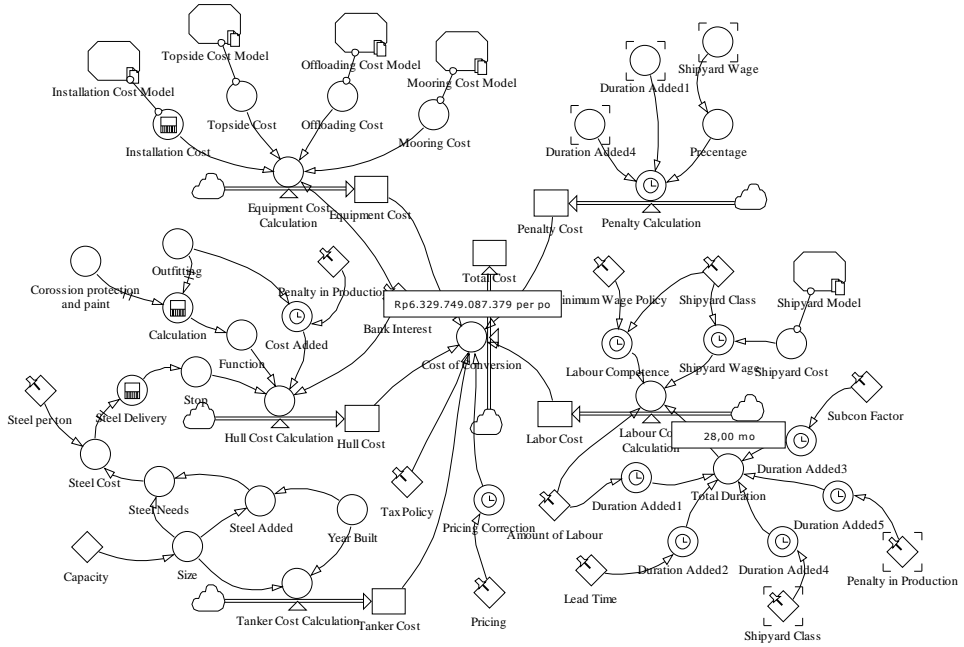 Topside Cost Model
Offloading Cost Model
Shipyard Wage
Installation Cost Model
Mooring Cost Model
Duration Added1
Topside Cost
Offloading Cost
Mooring Cost
Installation Cost
Duration Added4
Precentage
Equipment Cost
Calculation
Equipment Cost
Penalty Cost
Penalty Calculation
Outfitting
Total Cost
Corossion protection
and paint
Penalty in Production
Rp6.329.749.087.379 per po
inimum Wage Policy
Shipyard Class
Shipyard Model
Calculation
Cost Added
Bank Interest
Function
Cost of Conversion
Labour Competence
Shipyard Wage
Shipyard Cost
Steel per ton
Steel Delivery
Stop
Hull Cost Calculation
Hull Cost
Labor Cost
Labour Co
Calculation
28,00 mo
Subcon Factor
Steel Cost
Duration Added3
Total Duration
Steel Needs
Steel Added
Year Built
Tax Policy
Pricing Correction
Amount of Labour
Duration Added1
Duration Added5
Capacity
Size
Duration Added2
Duration Added4
Penalty in Production
Lead Time
Tanker Cost Calculation
Tanker Cost
Pricing
Shipyard Class